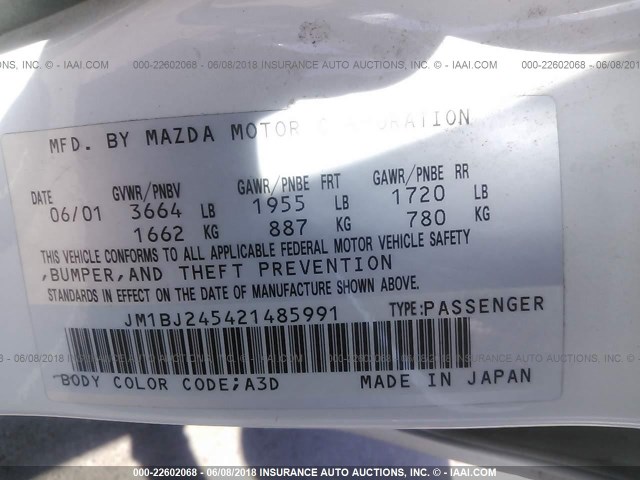 INSURANCE AUTO AUCTIONS, INC. - © - IAAI.COM 000-22602068 - 06/08/2018 INSURANCE AUTO AUCTIONS, INC. - © - IAAI.COM 000-22602068
MFD. BY MAZDA MOTOR CORPORATION
DATE GVWR/PNBV GAWR/PNBE FRT GAWR/PNBE RR
06/01 3664 LB 1955 LB 1720 LB
1662 KG 887 KG 780 KG
THIS VEHICLE CONFORMS TO ALL APPLICABLE FEDERAL MOTOR VEHICLE SAFETY
,BUMPER,AND THEFT PREVENTION
STANDARDS IN EFFECT ON THE DATE OF MANUFACTURE SHOWN ABOVE.
JM1BJ245421485991 TYPE:PASSENGER
BODY COLOR CODE;A3D MADE IN JAPAN
000-22602068 - 06/08/2018 INSURANCE AUTO AUCTIONS, INC. - © - IAAI.COM